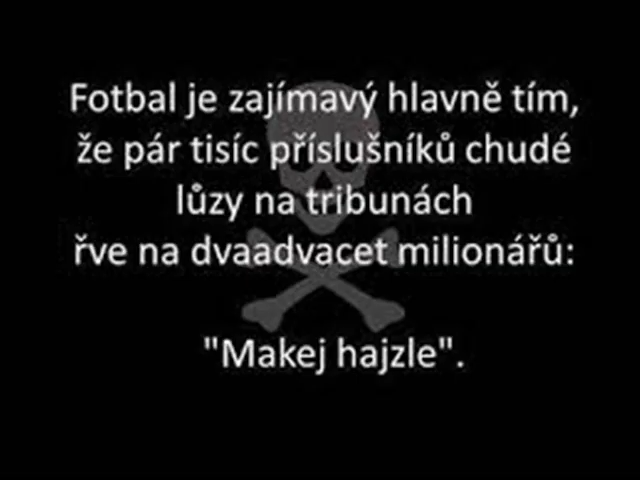 Fotbal je zajímavý hlavně tím,
že pár tisíc příslušníků chudé
lůzy na tribunách
řve na dvaadvacet milionářů:
"Makej hajzle".